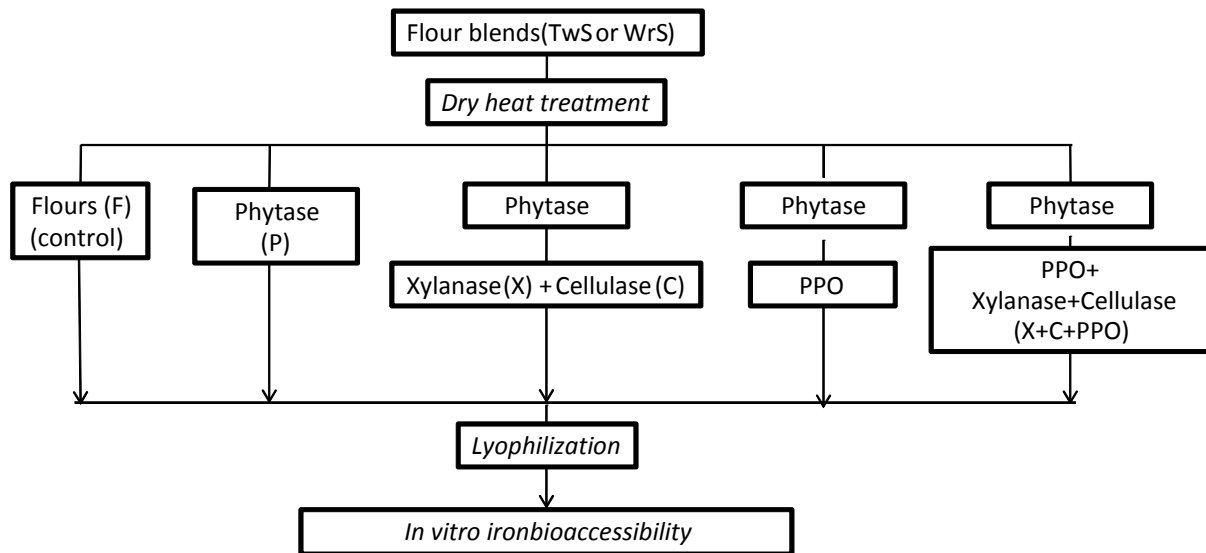 Flour blends(TwS or WrS)
Dry heat treatment
Flours (F)
(control)
Phytase
(P)
Phytase
Xylanase(X) + Cellulase (C)
Phytase
PPO
Phytase
PPO+
Xylanase+Cellulase
(X+C+PPO)
Lyophilization
In vitro ironbioaccessibility